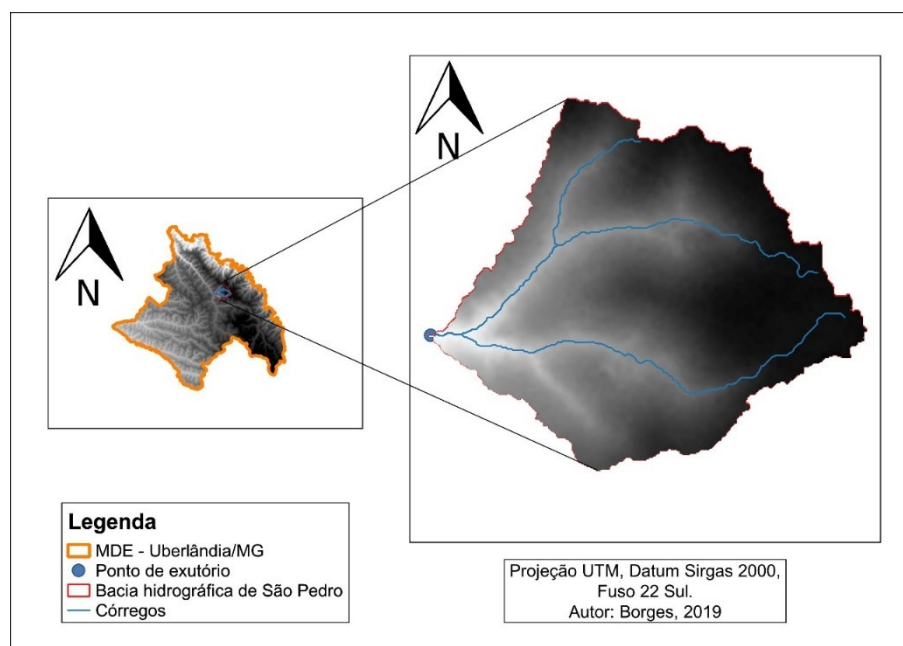 N
N
Legenda
MDE - Uberlândia/MG
Ponto de exutório
Bacia hidrográfica de São Pedro
Córregos
Projeção UTM, Datum Sirgas 2000,
Fuso 22 Sul.
Autor: Borges, 2019